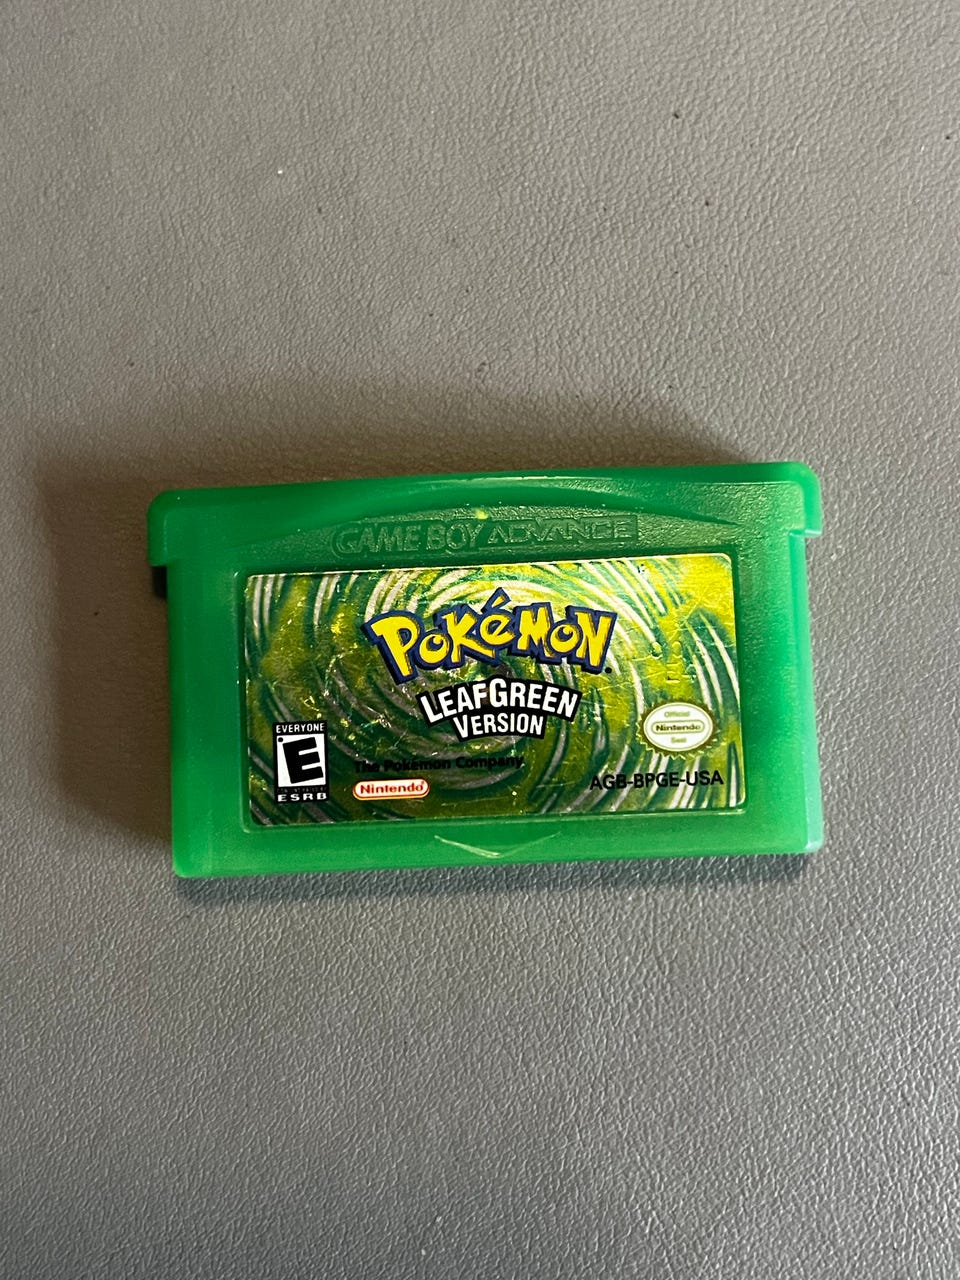 GAME BOY ADVANCE
POKéMON
LEAFGREEN
VERSION
EVERYONE
E
ESRB
The Pokémon Company
Nintendo
Official
Nintendo
Seal
AGB-BPGE-USA